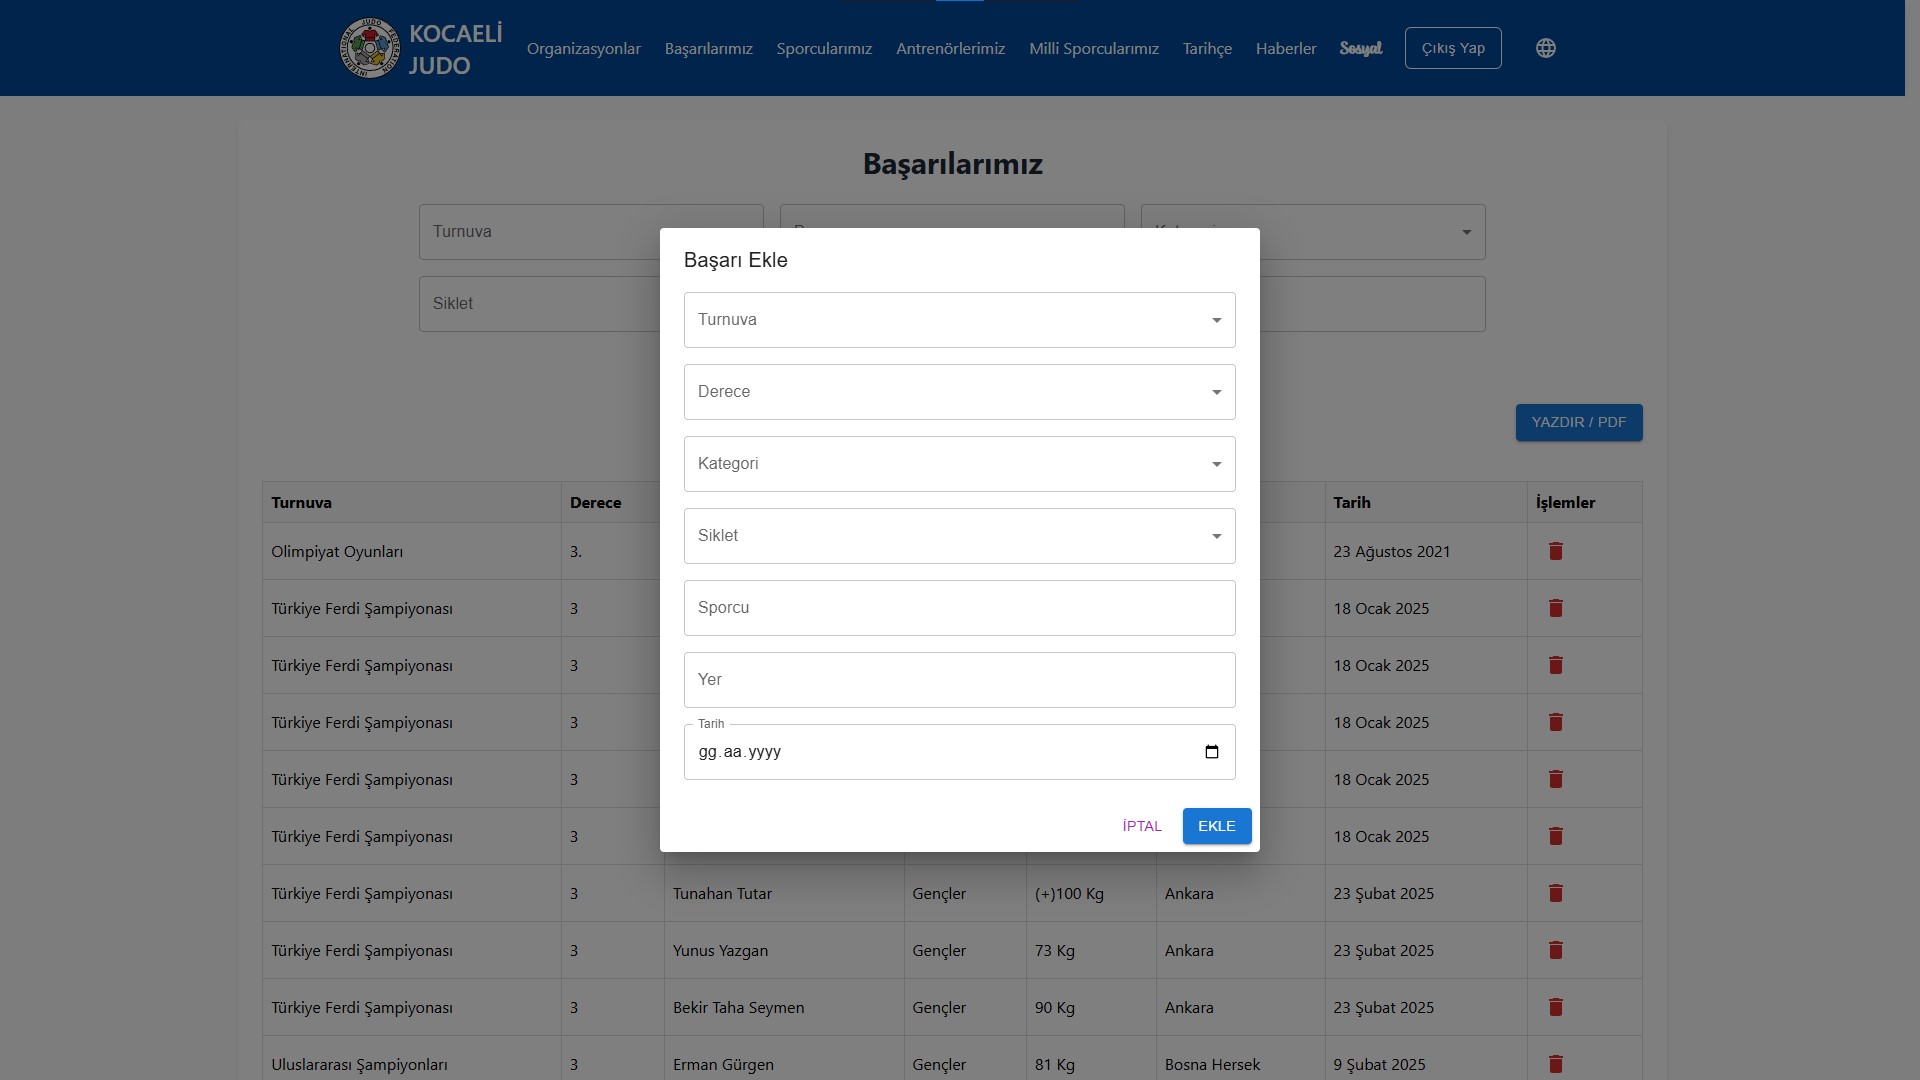 KOCAELİ
JUDO
Organizasyonlar
Başarılarımız
Sporcularımız
Antrenörlerimiz
Milli Sporcularımız
Tarihçe
Haberler
Sosyal
Çıkış Yap
JUDO
INTERNATIONAL FEDERATION
Başarılarımız
Turnuva
Siklet
Başarı Ekle
Turnuva
Derece
Kategori
Siklet
Sporcu
Yer
Tarih
gg.aa.yyyy
İPTAL
EKLE
YAZDIR / PDF
Turnuva Derece Tarih İşlemler
Olimpiyat Oyunları 3. 23 Ağustos 2021
Türkiye Ferdi Şampiyonası 3 18 Ocak 2025
Türkiye Ferdi Şampiyonası 3 18 Ocak 2025
Türkiye Ferdi Şampiyonası 3 18 Ocak 2025
Türkiye Ferdi Şampiyonası 3 18 Ocak 2025
Türkiye Ferdi Şampiyonası 3 18 Ocak 2025
Türkiye Ferdi Şampiyonası 3 Tunahan Tutar Gençler (+)100 Kg Ankara 23 Şubat 2025
Türkiye Ferdi Şampiyonası 3 Yunus Yazgan Gençler 73 Kg Ankara 23 Şubat 2025
Türkiye Ferdi Şampiyonası 3 Bekir Taha Seymen Gençler 90 Kg Ankara 23 Şubat 2025
Uluslararası Şampiyonları 3 Erman Gürgen Gençler 81 Kg Bosna Hersek 9 Şubat 2025